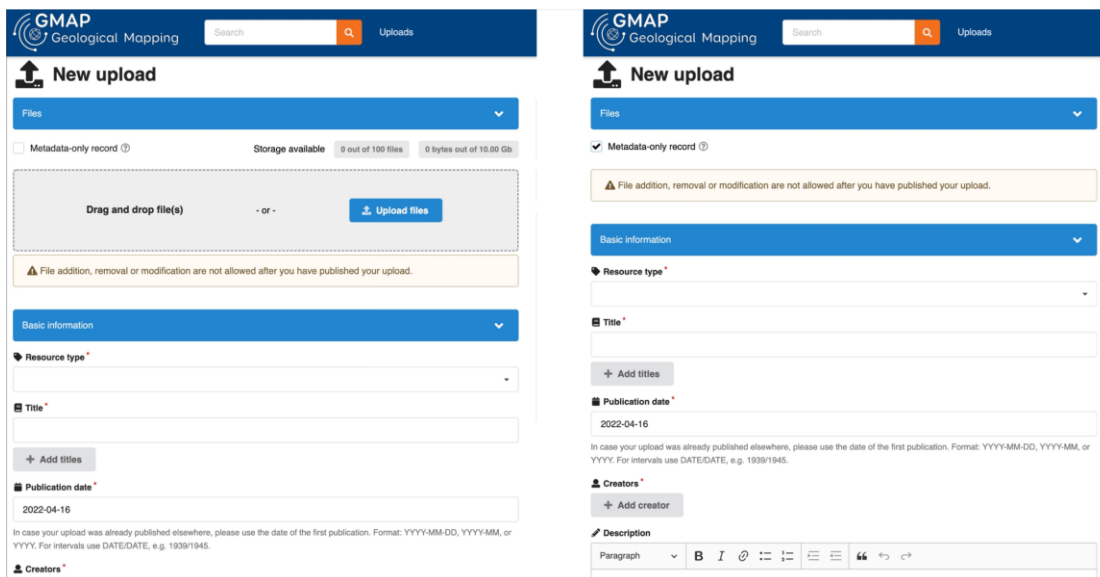 GMAP
Geological Mapping
Search
Uploads
New upload
Files
Metadata-only record
Storage available
0 out of 100 files
0 bytes out of 10.00 Gb
Drag and drop file(s)
- or -
Upload files
File addition, removal or modification are not allowed after you have published your upload.
Basic information
Resource type*
Title*
+ Add titles
Publication date*
2022-04-16
In case your upload was already published elsewhere, please use the date of the first publication. Format: YYYY-MM-DD, YYYY-MM, or
YYYY. For intervals use DATE/DATE, e.g. 1939/1945.
Creators*
GMAP
Geological Mapping
Search
Uploads
New upload
Files
Metadata-only record
File addition, removal or modification are not allowed after you have published your upload.
Basic information
Resource type*
Title*
+ Add titles
Publication date*
2022-04-16
In case your upload was already published elsewhere, please use the date of the first publication. Format: YYYY-MM-DD, YYYY-MM, or
YYYY. For intervals use DATE/DATE, e.g. 1939/1945.
Creators*
+ Add creator
Description
Paragraph
B I